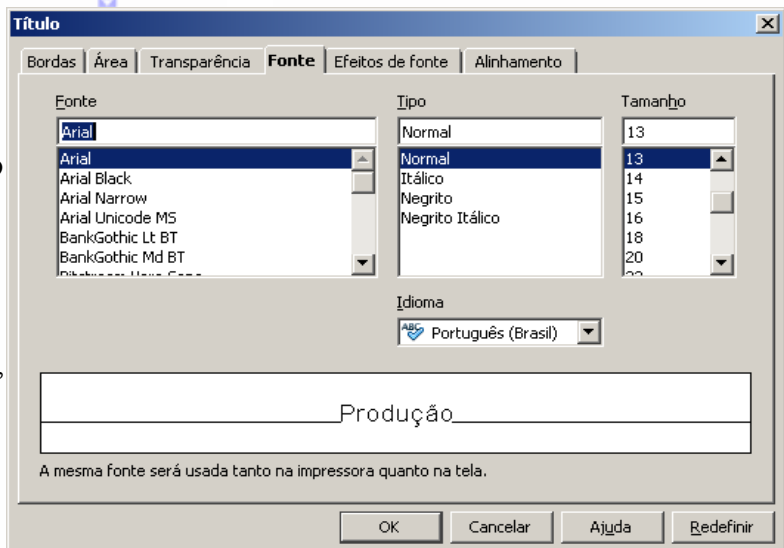 Título
Bordas Área Transparência Fonte Efeitos de fonte Alinhamento
Fonte Tipo Tamanho
Arial Normal 13
Arial Normal 13
Arial Black Itálico 14
Arial Narrow Negrito 15
Arial Unicode MS Negrito Itálico 16
BankGothic Lt BT 18
BankGothic Md BT 20
Idioma
ABC Português (Brasil)
Produção
A mesma fonte será usada tanto na impressora quanto na tela.
OK Cancelar Ajuda Redefinir